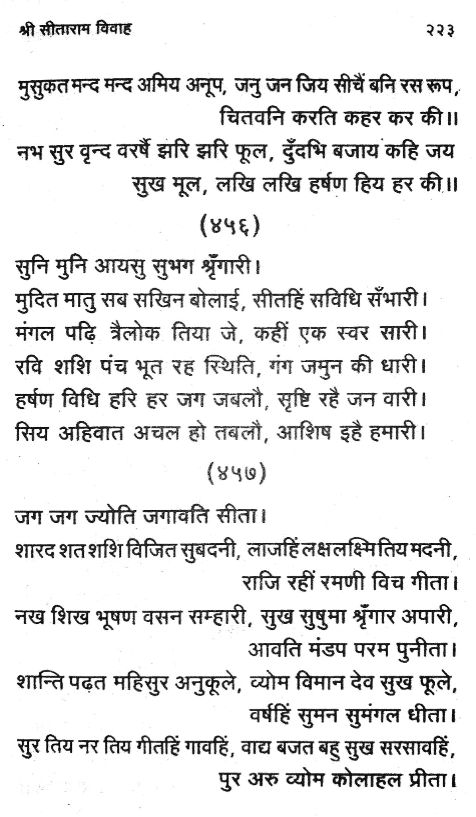 श्री सीताराम विवाह २२३
मुसुकत मन्द मन्द अमिय अनूप, जनु जन जिय सीचैं बनि रस रूप,
चितवनि करति कहर कर की॥
नभ सुर वृन्द वरर्षै झरि झरि फूल, दुँदभि बजाय कहि जय
सुख मूल, लखि लखि हर्षण हिय हर की॥
(४५६)
सुनि मुनि आयसु सुभग श्रृँगारी।
मुदित मातु सब सखिन बोलाई, सीतहिं सविधि सँभारी।
मंगल पढ़ि त्रैलोक तिया जे, कहीं एक स्वर सारी।
रवि शशि पंच भूत रह स्थिति, गंग जमुन की धारी।
हर्षण विधि हरि हर जग जबलौ, सृष्टि रहै जन वारी।
सिय अहिवात अचल हो तबलौ, आशिष इहै हमारी।
(४५७)
जग जग ज्योति जगावति सीता।
शारद शत शशि विजित सुबदनी, लाजहिं लक्ष लक्ष्मि तिय मदनी,
राजि रहीं रमणी विच गीता।
नख शिख भूषण वसन सम्हारी, सुख सुषुमा श्रृँगार अपारी,
आवति मंडप परम पुनीता।
शान्ति पढ़त महिसुर अनुकूले, व्योम विमान देव सुख फूले,
वर्षहिं सुमन सुमंगल धीता।
सुर तिय नर तिय गीतहिं गावहिं, वाद्य बजत बहु सुख सरसावहिं,
पुर अरु व्योम कोलाहल प्रीता।